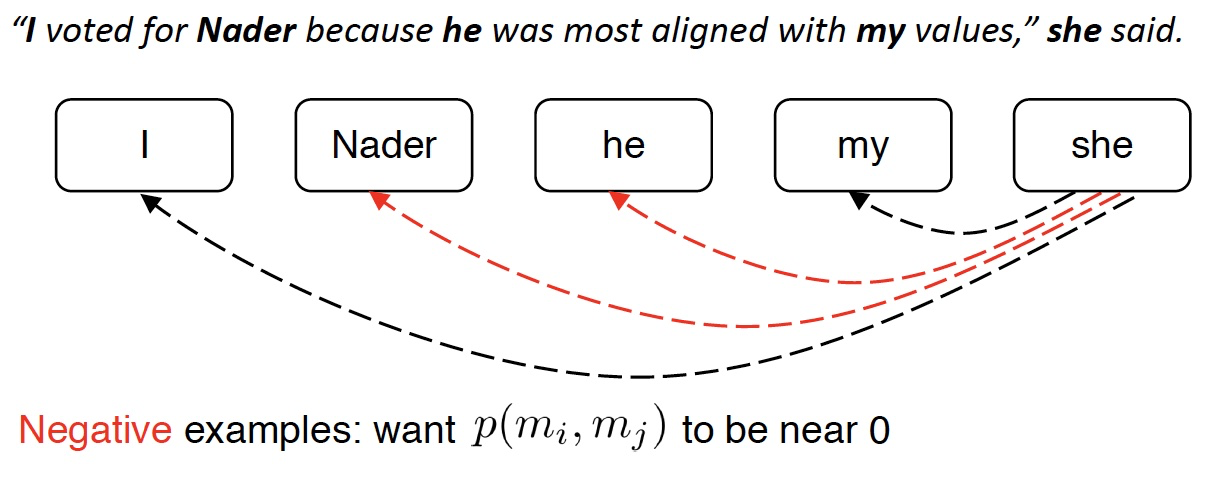 “I voted for Nader because he was most aligned with my values,” she said.
I Nader he my she
Negative examples: want p(m_i, m_j) to be near 0